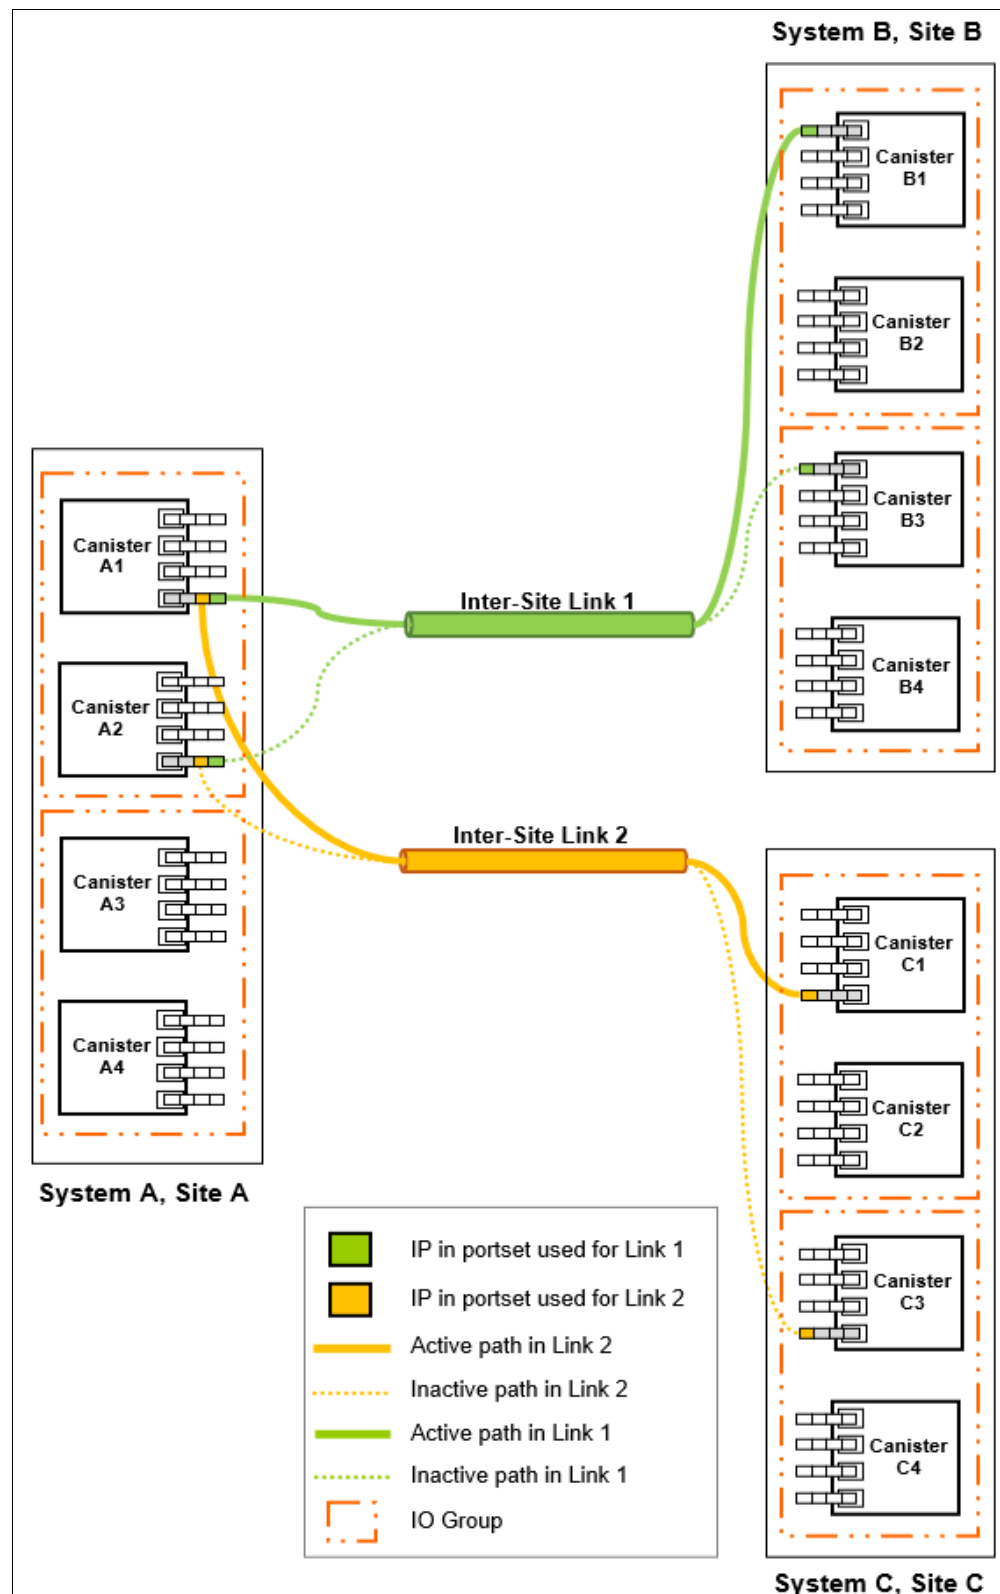 System B, Site B
Canister
B1
Canister
B2
Canister
B3
Canister
B4
Canister
A1
Canister
A2
Canister
A3
Canister
A4
System A, Site A
Inter-Site Link 1
Inter-Site Link 2
Canister
C1
Canister
C2
Canister
C3
Canister
C4
System C, Site C
IP in portset used for Link 1
IP in portset used for Link 2
Active path in Link 2
Inactive path in Link 2
Active path in Link 1
Inactive path in Link 1
IO Group